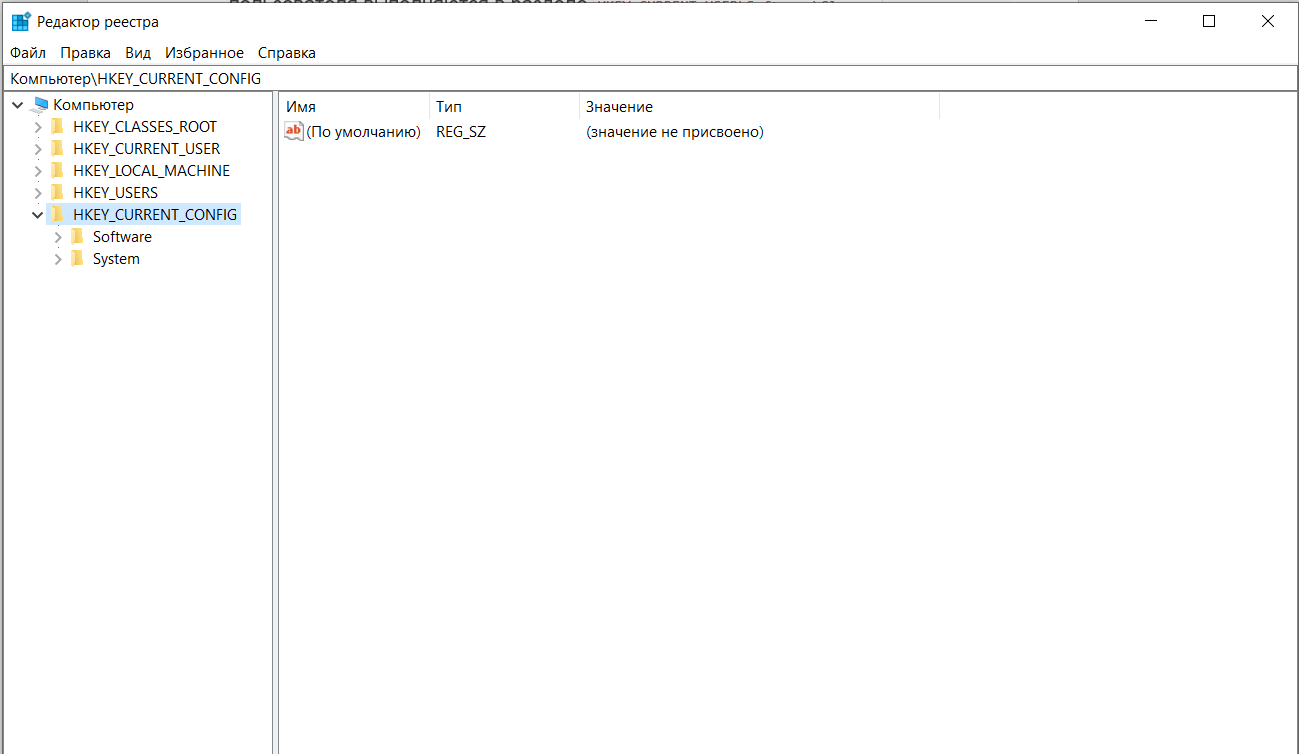 Редактор реестра
Файл Правка Вид Избранное Справка
Компьютер\HKEY_CURRENT_CONFIG
Компьютер
HKEY_CLASSES_ROOT
HKEY_CURRENT_USER
HKEY_LOCAL_MACHINE
HKEY_USERS
HKEY_CURRENT_CONFIG
Software
System
Имя Тип Значение
ab (По умолчанию) REG_SZ (значение не присвоено)